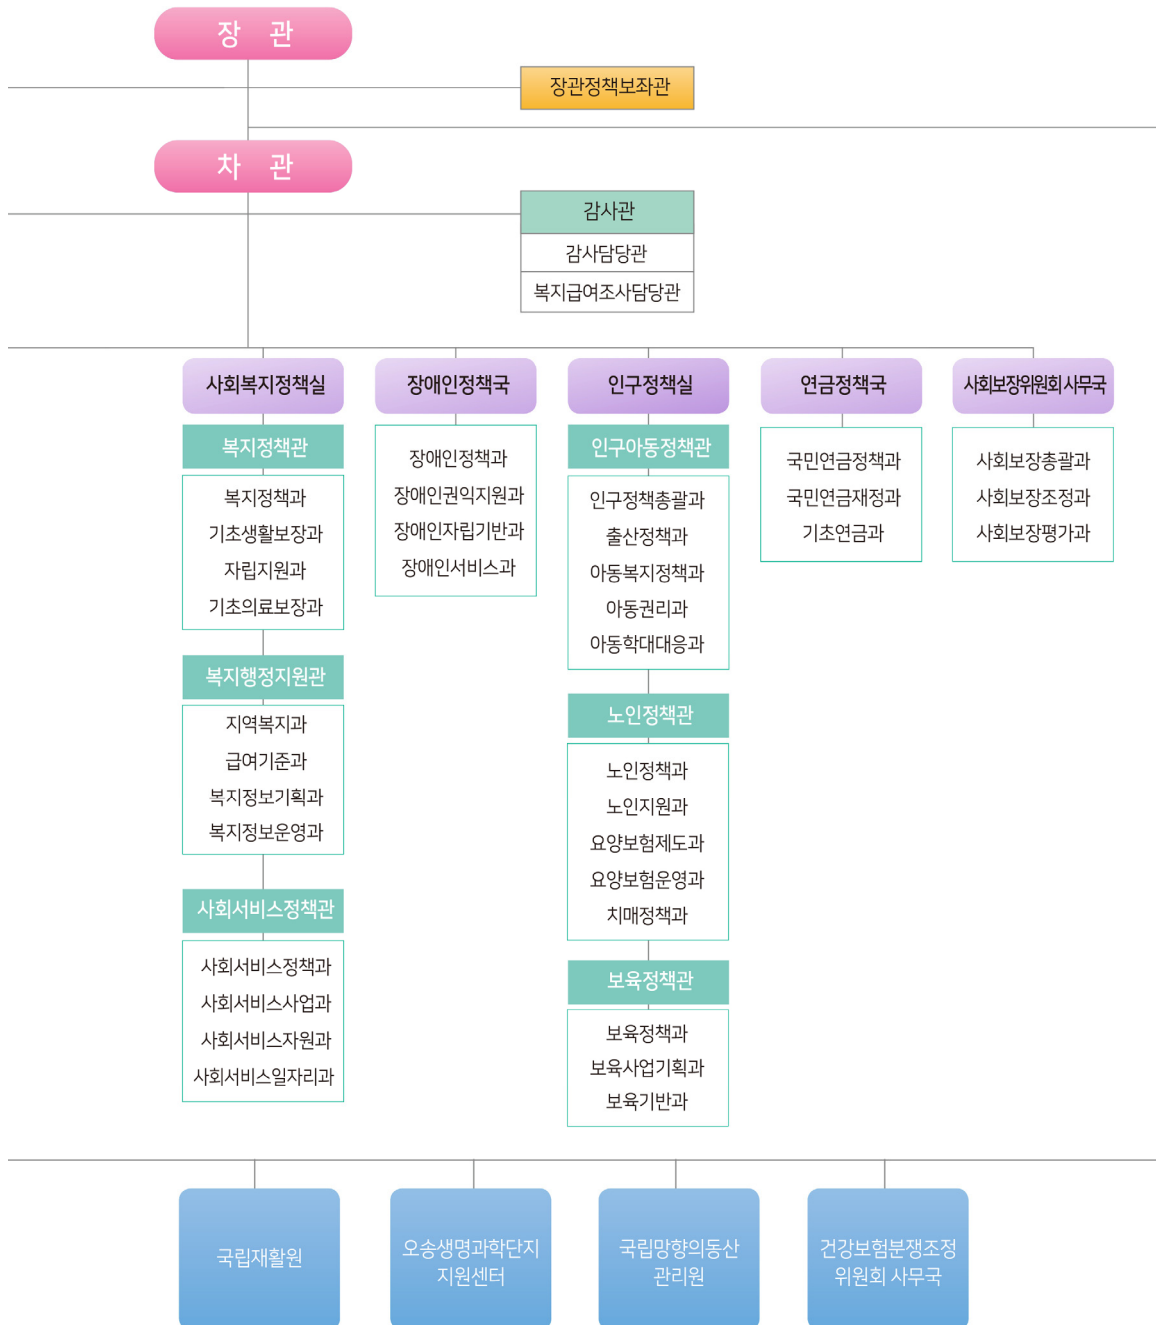 장 관
장관정책보좌관
차 관
감사관
감사담당관
복지급여조사담당관
사회복지정책실
복지정책관
복지정책과
기초생활보장과
자립지원과
기초의료보장과
복지행정지원관
지역복지과
급여기준과
복지정보기획과
복지정보운영과
사회서비스정책관
사회서비스정책과
사회서비스사업과
사회서비스자원과
사회서비스일자리과
장애인정책국
장애인정책과
장애인권익지원과
장애인자립기반과
장애인서비스과
인구정책실
인구아동정책관
인구정책총괄과
출산정책과
아동복지정책과
아동권리과
아동학대대응과
노인정책관
노인정책과
노인지원과
요양보험제도과
요양보험운영과
치매정책과
보육정책관
보육정책과
보육사업기획과
보육기반과
연금정책국
국민연금정책과
국민연금재정과
기초연금과
사회보장위원회 사무국
사회보장총괄과
사회보장조정과
사회보장평가과
국립재활원
오송생명과학단지
지원센터
국립망향의동산
관리원
건강보험분쟁조정
위원회 사무국